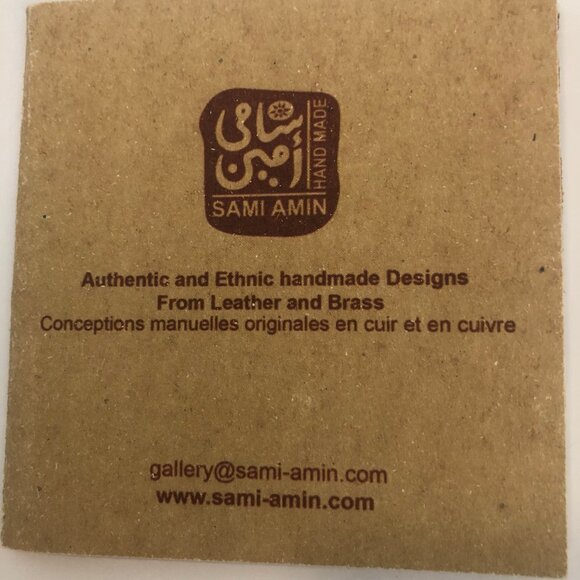 سامى
أمين
HAND MADE
SAMI AMIN
Authentic and Ethnic handmade Designs
From Leather and Brass
Conceptions manuelles originales en cuir et en cuivre
gallery@sami-amin.com
www.sami-amin.com